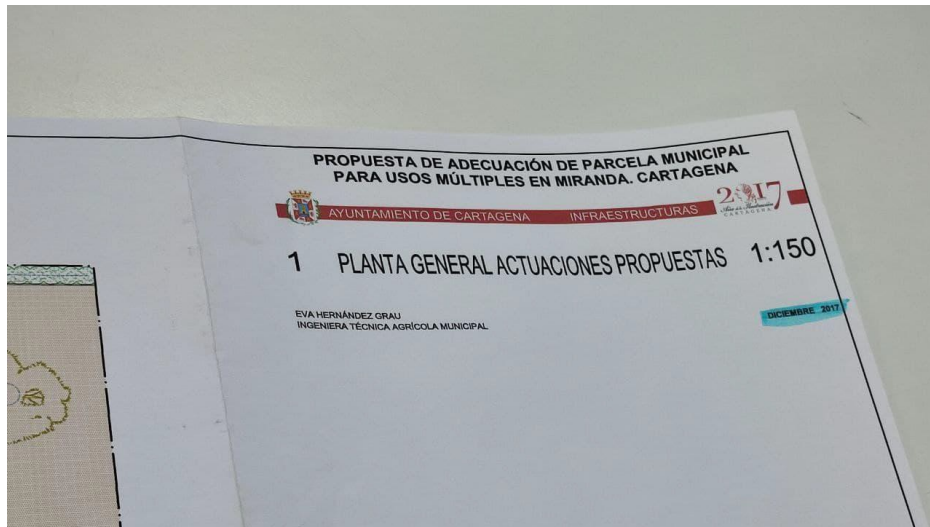 PROPUESTA DE ADECUACIÓN DE PARCELA MUNICIPAL
PARA USOS MÚLTIPLES EN MIRANDA. CARTAGENA
AYUNTAMIENTO DE CARTAGENA INFRAESTRUCTURAS 2017
CARTAGENA
1 PLANTA GENERAL ACTUACIONES PROPUESTAS 1:150
EVA HERNÁNDEZ GRAU
INGENIERA TÉCNICA AGRÍCOLA MUNICIPAL
DICIEMBRE 2017